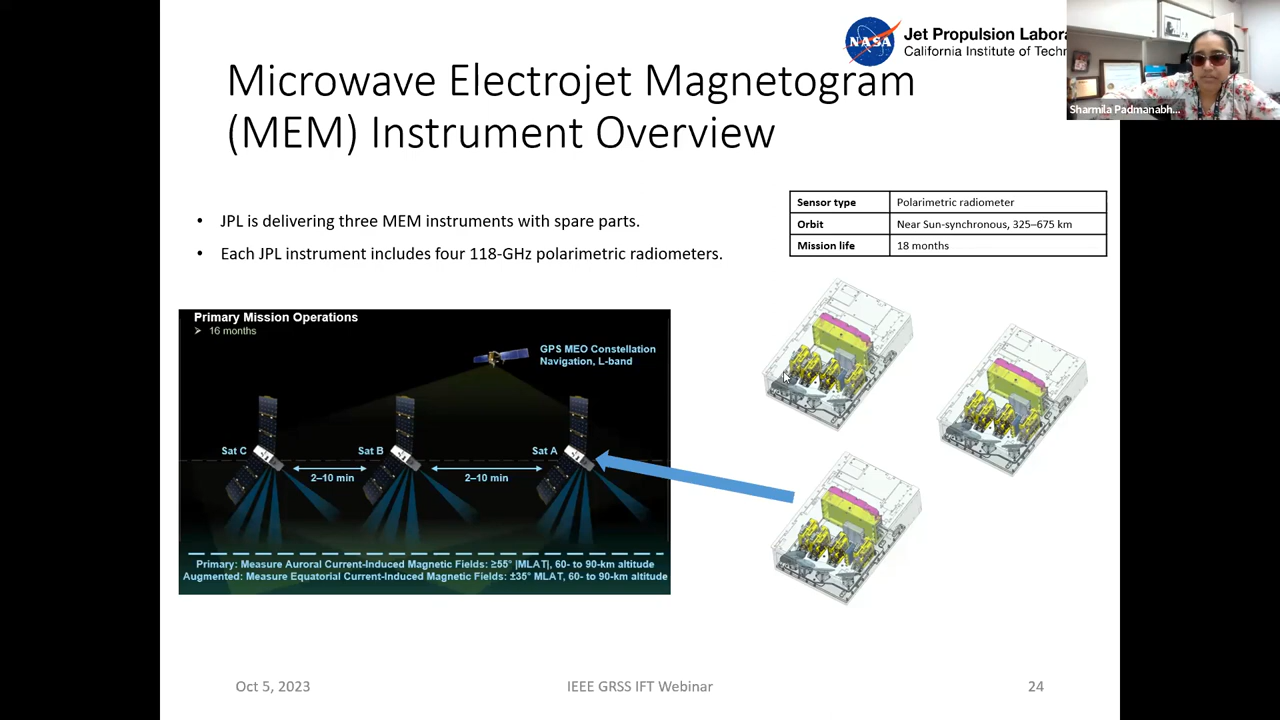 NASA
Jet Propulsion Labora
California Institute of Techn
Sharmila Padmanabh...
Microwave Electrojet Magnetogram
(MEM) Instrument Overview
• JPL is delivering three MEM instruments with spare parts.
• Each JPL instrument includes four 118-GHz polarimetric radiometers.
Sensor type Polarimetric radiometer
Orbit Near Sun-synchronous, 325–675 km
Mission life 18 months
Primary Mission Operations
➢ 16 months
GPS MEO Constellation
Navigation, L-band
Sat C Sat B Sat A
2–10 min 2–10 min
Primary: Measure Auroral Current-Induced Magnetic Fields: ≥55° |MLAT|, 60- to 90-km altitude
Augmented: Measure Equatorial Current-Induced Magnetic Fields: ±35° MLAT, 60- to 90-km altitude
Oct 5, 2023 IEEE GRSS IFT Webinar 24